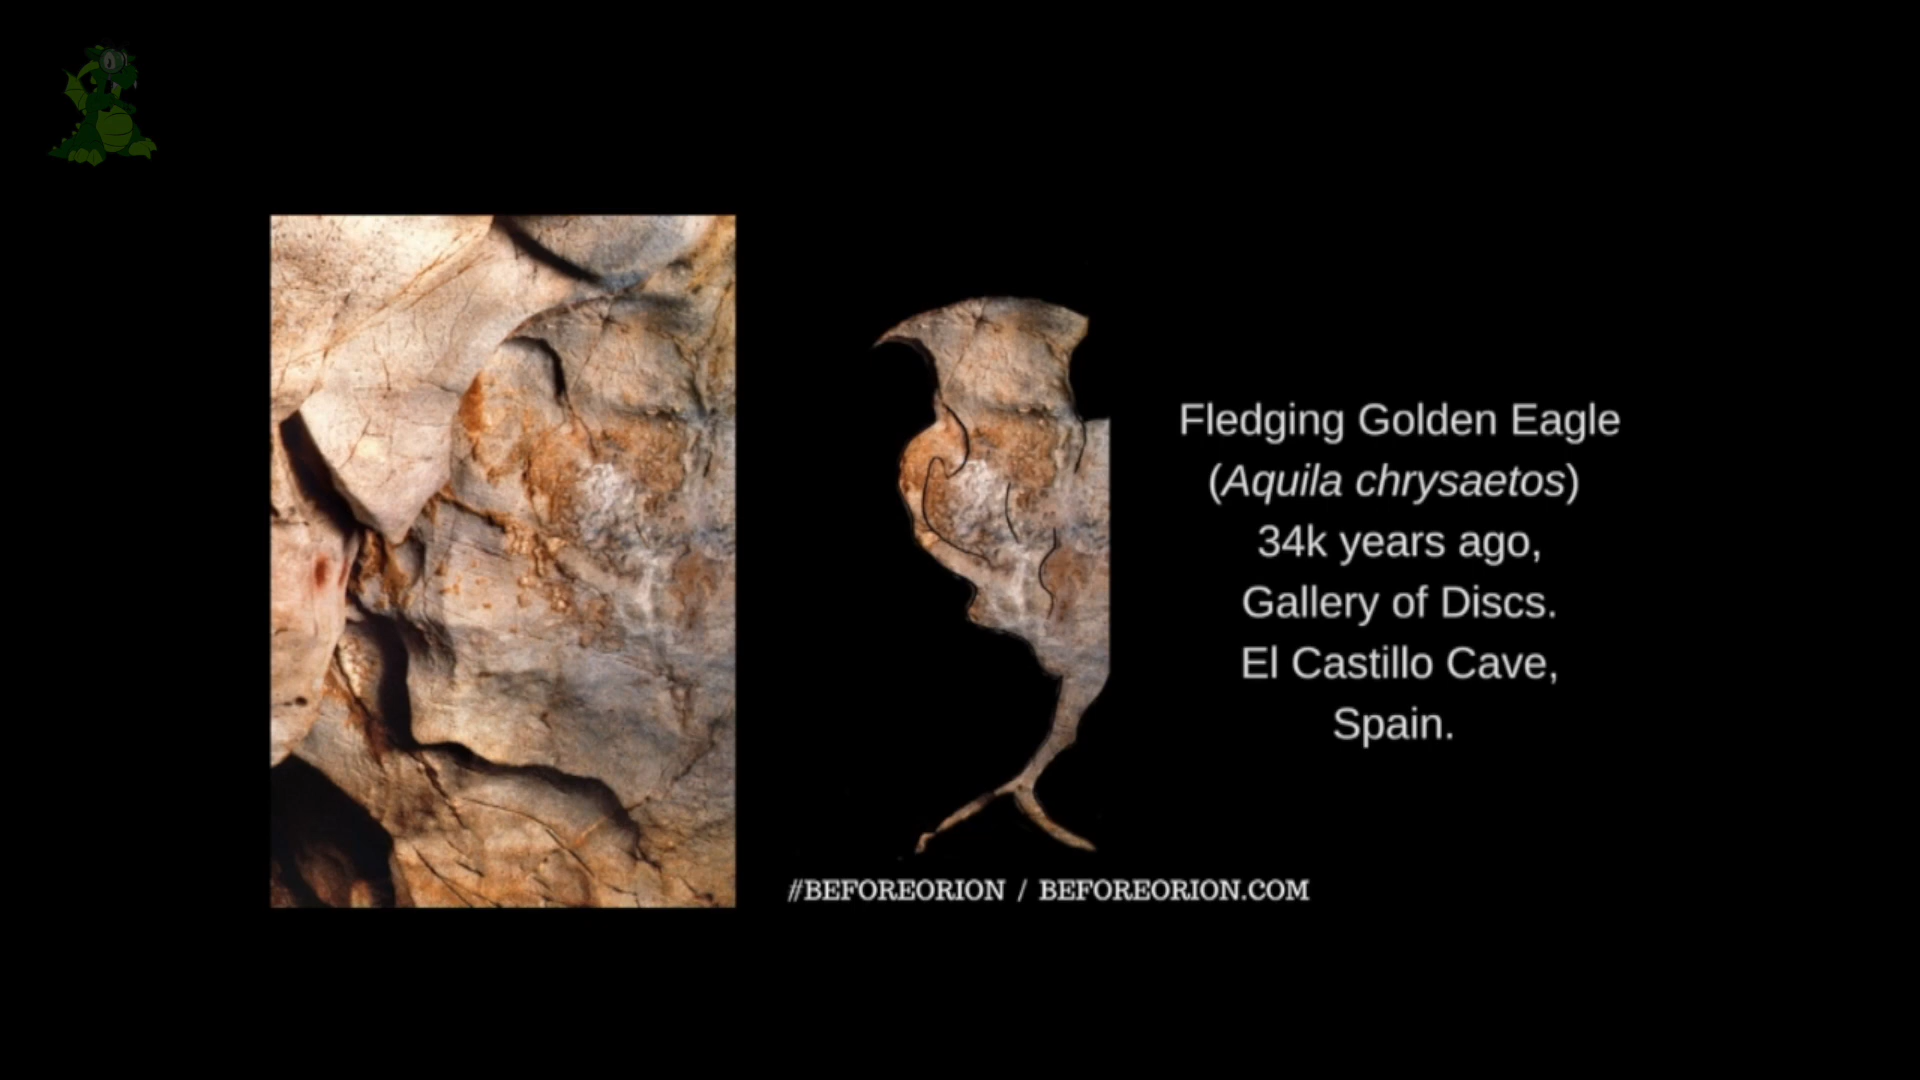 Fledging Golden Eagle
(Aquila chrysaetos)
34k years ago,
Gallery of Discs.
El Castillo Cave,
Spain.
#BEFOREORION / BEFOREORION.COM